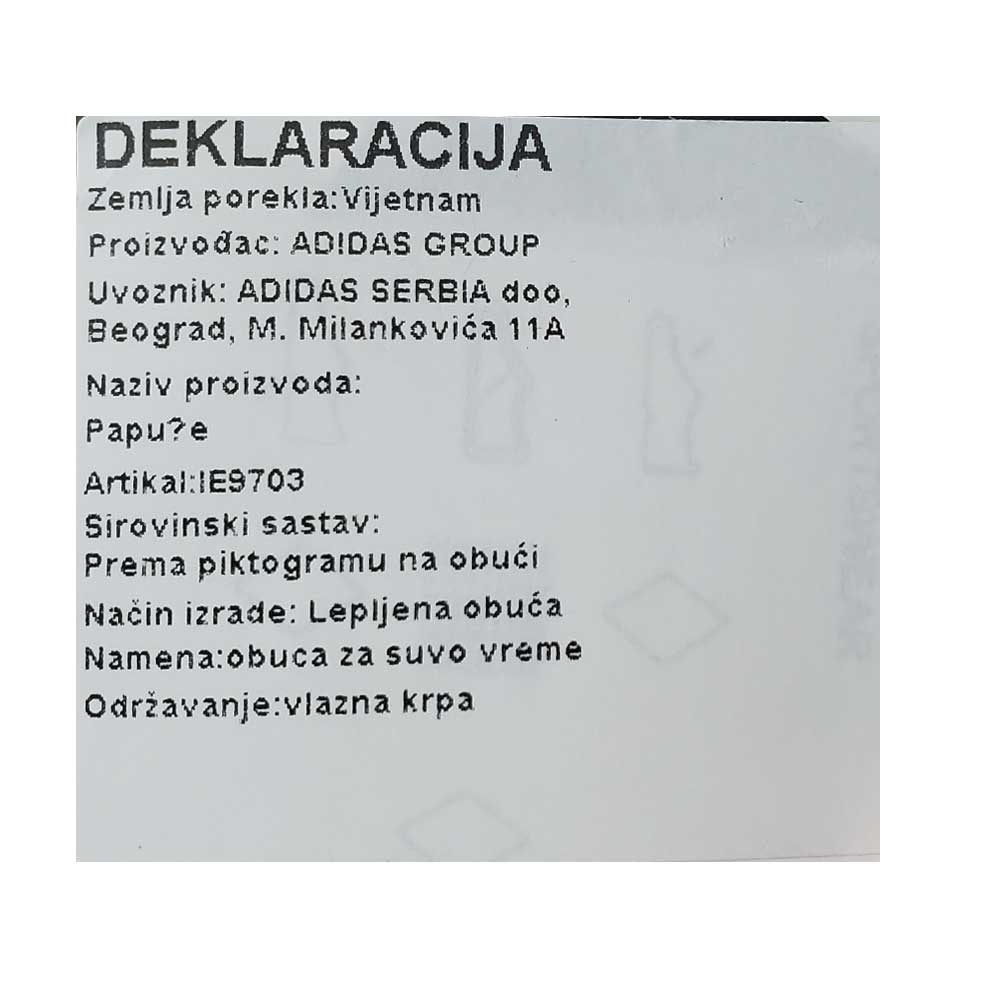 DEKLARACIJA
Zemlja porekla:Vijetnam
Proizvođac: ADIDAS GROUP
Uvoznik: ADIDAS SERBIA doo,
Beograd, M. Milankovića 11A
Naziv proizvoda:
Papu?e
Artikal:IE9703
Sirovinski sastav:
Prema piktogramu na obući
Način izrade: Lepljena obuća
Namena:obuca za suvo vreme
Održavanje:vlazna krpa